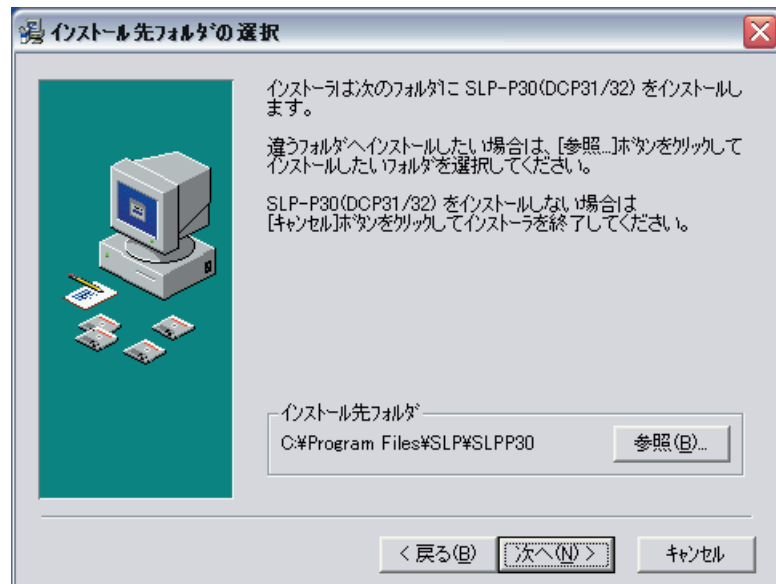 インストール先フォルダの選択
インストーラは次のフォルダに SLP-P30(DCP31/32) をインストールし
ます。
違うフォルダへインストールしたい場合は、[参照...]ボタンをクリックして
インストールしたいフォルダを選択してください。
SLP-P30(DCP31/32) をインストールしない場合は
[キャンセル]ボタンをクリックしてインストーラを終了してください。
インストール先フォルダ
C:¥Program Files¥SLP¥SLPP30
参照(B)...
< 戻る(B)
次へ(N) >
キャンセル